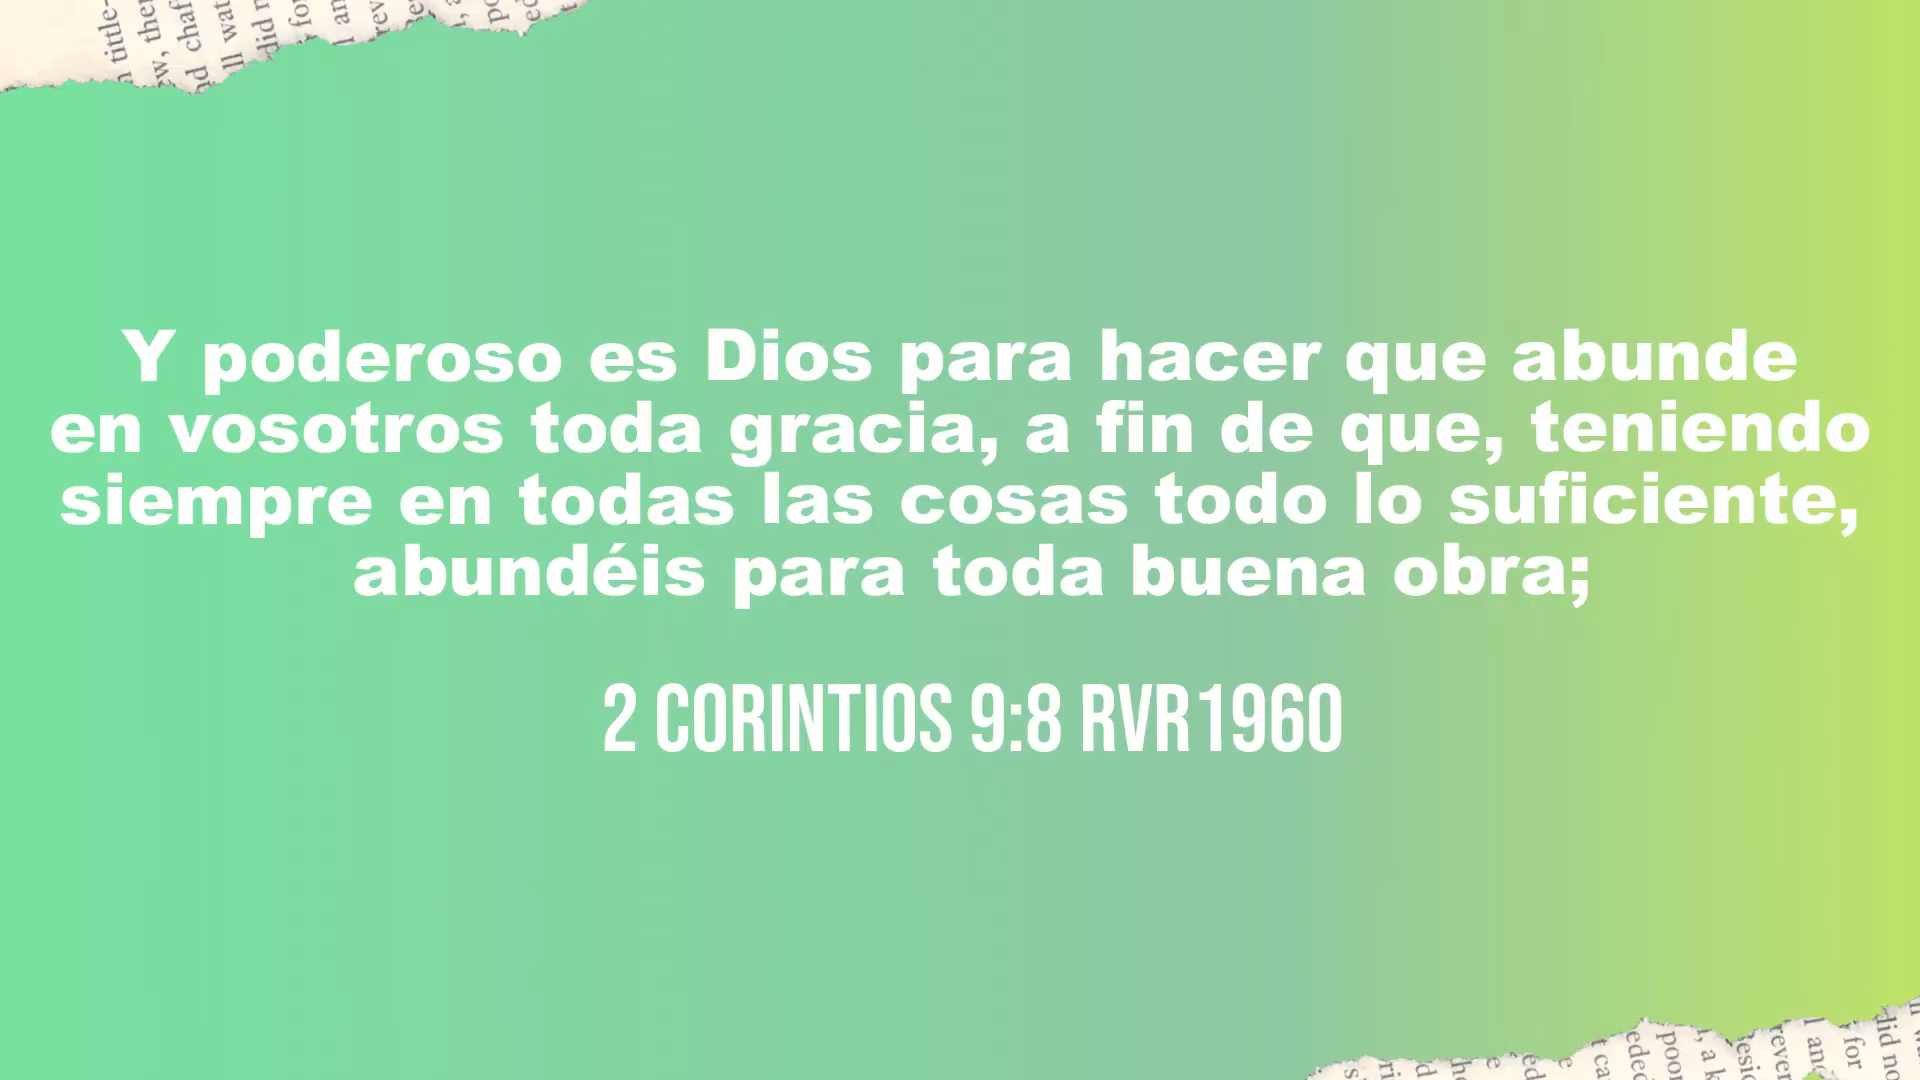 Y poderoso es Dios para hacer que abunde
en vosotros toda gracia, a fin de que, teniendo
siempre en todas las cosas todo lo suficiente,
abundéis para toda buena obra;
2 CORINTIOS 9:8 RVR1960